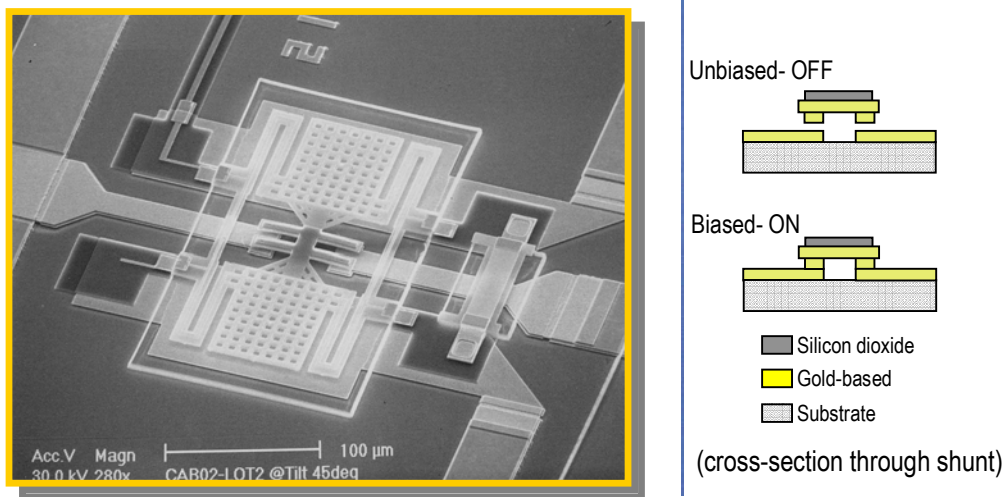 Acc.V Magn
100 µm
30.0 kV 280x CAB02-LOT2 @Tilt 45deg
Unbiased- OFF
Biased- ON
Silicon dioxide
Gold-based
Substrate
(cross-section through shunt)